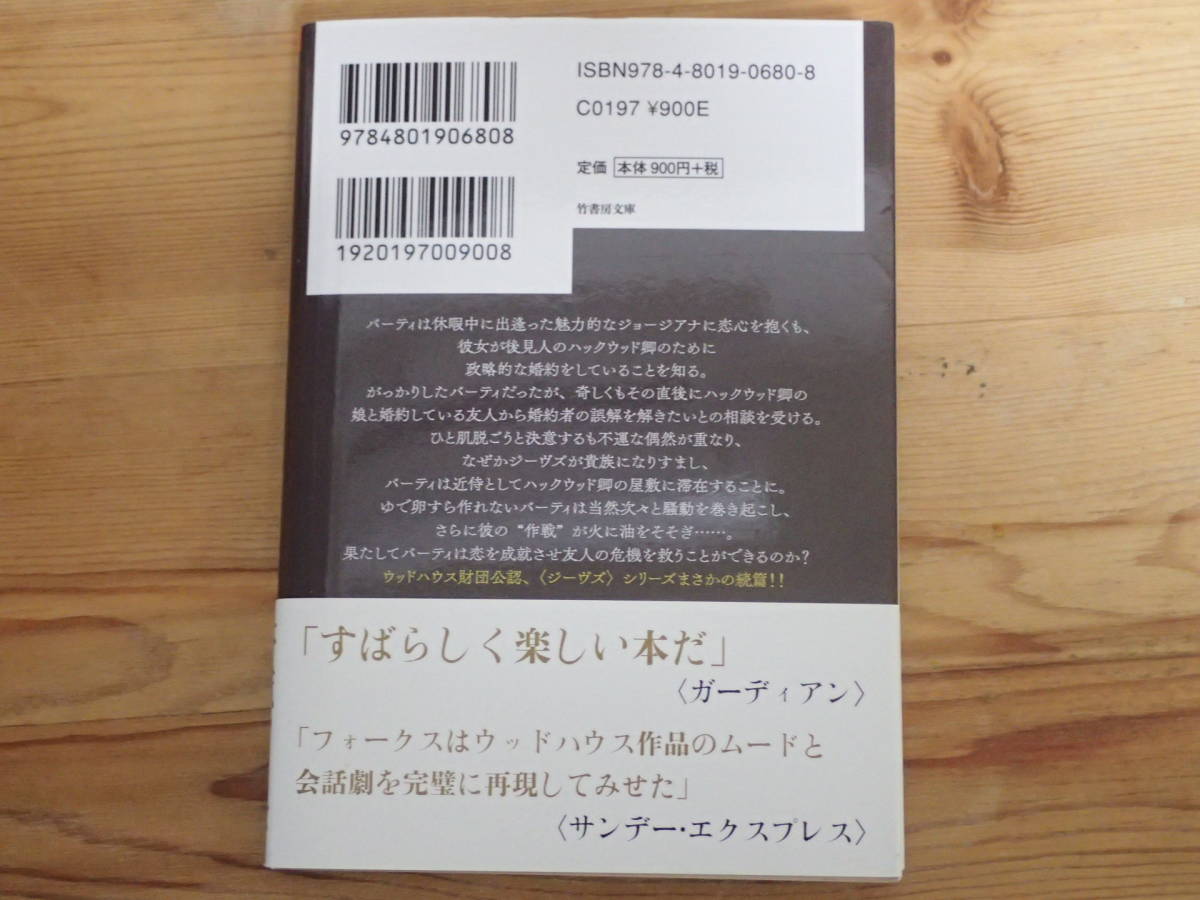 9784801906808
1920197009008
ISBN978-4-8019-0680-8
C0197 ¥900E
定価 本体 900円+税
竹書房文庫
バーティは休暇中に出逢った魅力的なジョージアナに恋心を抱くも、
彼女が後見人のハックウッド卿のために
政略的な婚約をしていることを知る。
がっかりしたバーティだったが、奇しくもその直後にハックウッド卿の
娘と婚約している友人から婚約者の誤解を解きたいとの相談を受ける。
ひと肌脱ごうと決意するも不運な偶然が重なり、
なぜかジーヴズが貴族になりすまし、
バーティは近侍としてハックウッド卿の屋敷に滞在することに。
ゆで卵すら作れないバーティは当然次々と騒動を巻き起こし、
さらに彼の“作戦”が火に油をそそぎ……。
果たしてバーティは恋を成就させ友人の危機を救うことができるのか?
ウッドハウス財団公認、〈ジーヴズ〉シリーズまさかの続篇!!
「すばらしく楽しい本だ」
〈ガーディアン〉
「フォークスはウッドハウス作品のムードと
会話劇を完璧に再現してみせた」
〈サンデー・エクスプレス〉